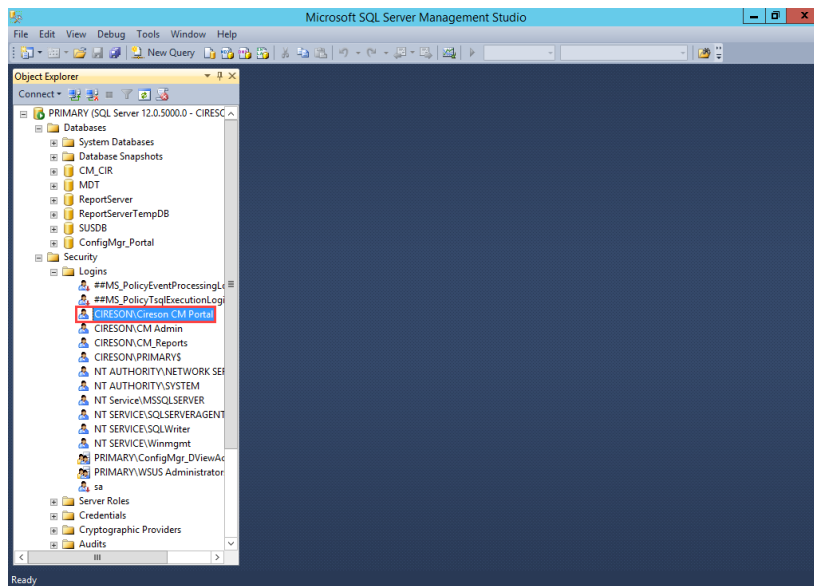 Microsoft SQL Server Management Studio
File Edit View Debug Tools Window Help
New Query
Object Explorer
Connect
PRIMARY (SQL Server 12.0.5000.0 - CIRESC
Databases
System Databases
Database Snapshots
CM_CIR
MDT
ReportServer
ReportServerTempDB
SUSDB
ConfigMgr_Portal
Security
Logins
##MS_PolicyEventProcessingLo
##MS_PolicyTsqlExecutionLogi
CIRESON\Cireson CM Portal
CIRESON\CM Admin
CIRESON\CM_Reports
CIRESON\PRIMARY$
NT AUTHORITY\NETWORK SEF
NT AUTHORITY\SYSTEM
NT Service\MSSQLSERVER
NT SERVICE\SQLSERVERAGENT
NT SERVICE\SQLWriter
NT SERVICE\Winmgmt
PRIMARY\ConfigMgr_DViewAc
PRIMARY\WSUS Administrator
sa
Server Roles
Credentials
Cryptographic Providers
Audits
Ready